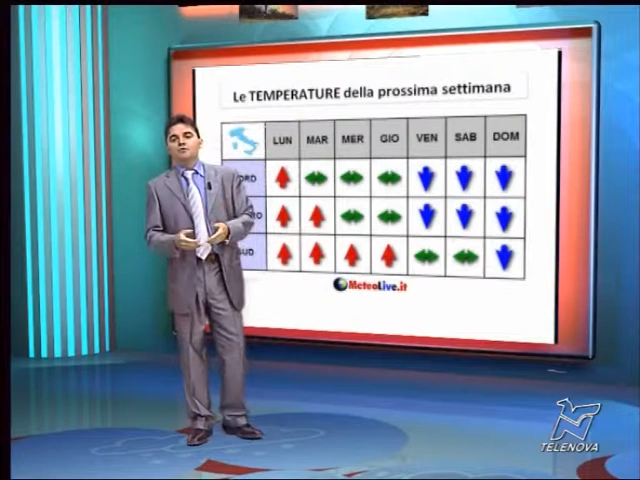 Le TEMPERATURE della prossima settimana
LUN MAR MER GIO VEN SAB DOM
MeteoLive.it
TELENOVA